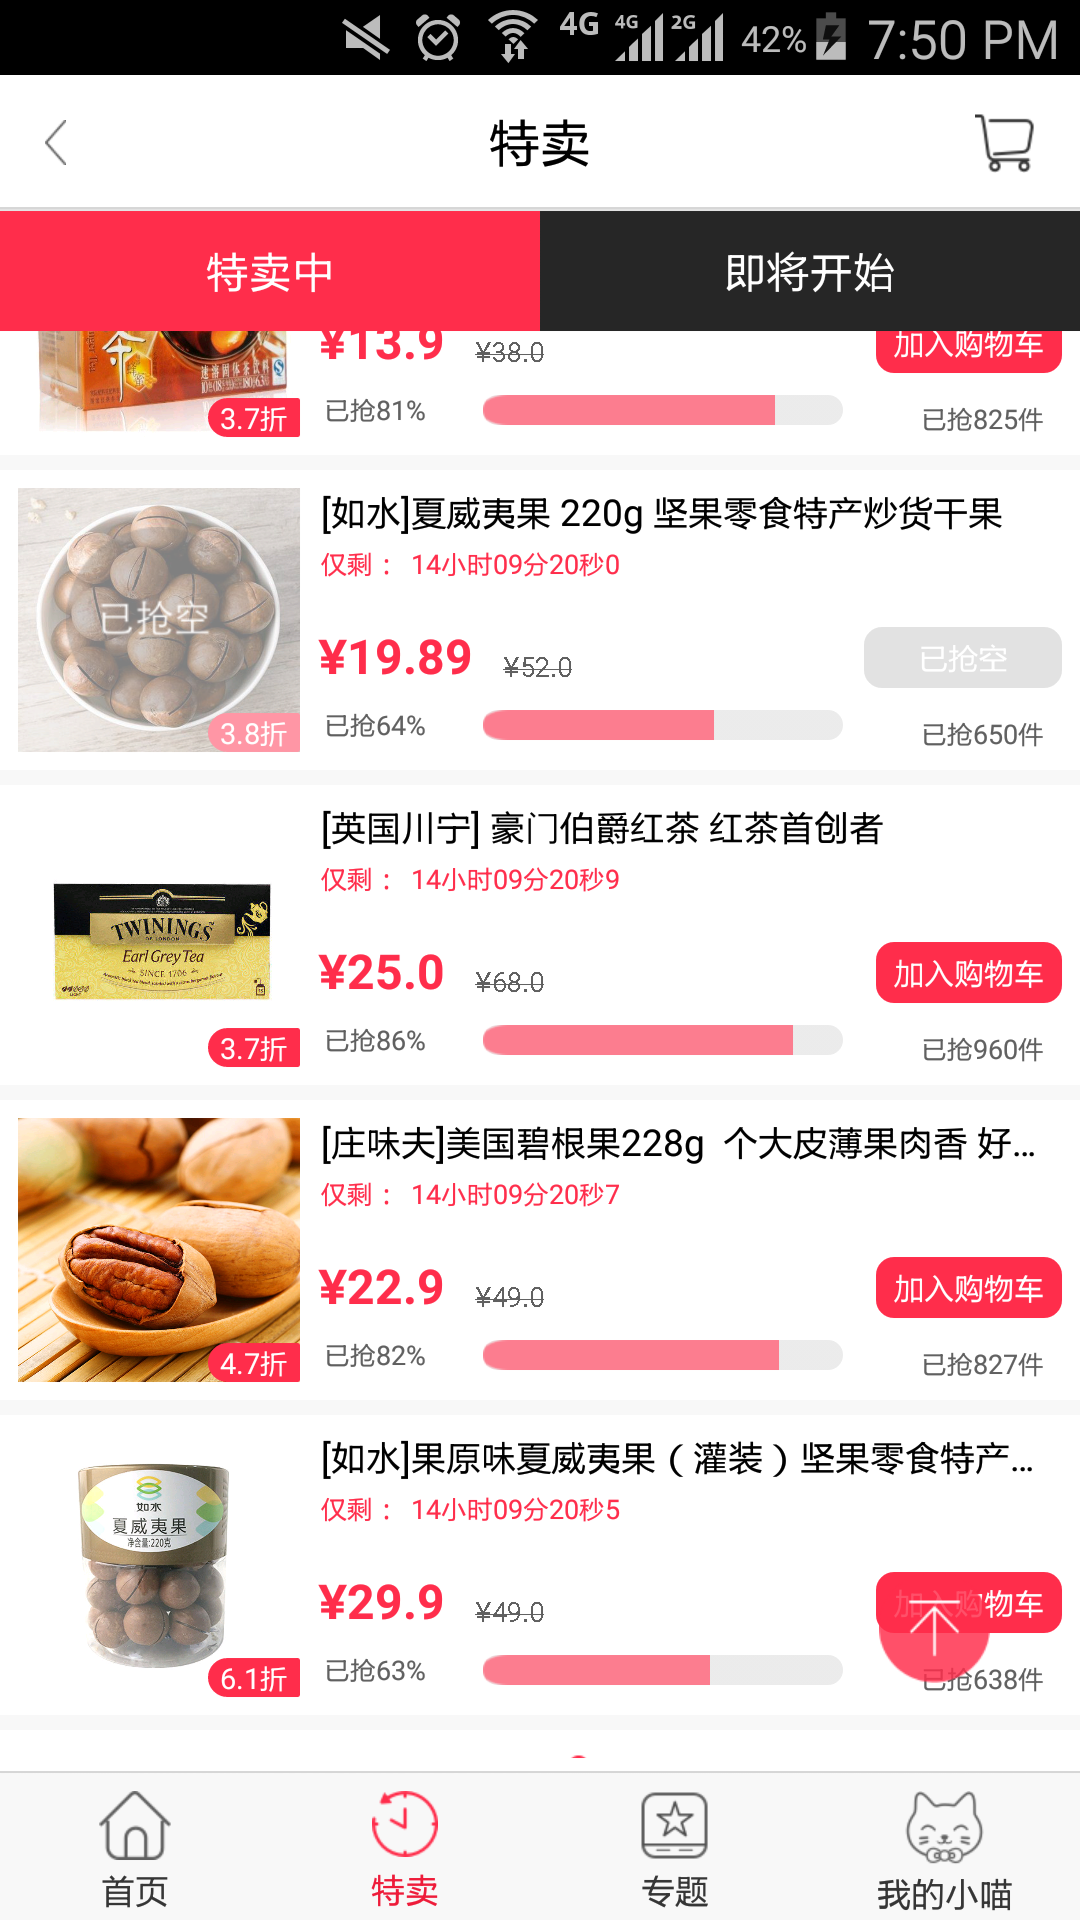 4G 4G 2G 42% 7:50 PM
特卖
特卖中
即将开始
¥13.9 ¥38.0 加入购物车
速溶固体茶饮料
3.7折
已抢81%
已抢825件
[如水]夏威夷果 220g 坚果零食特产炒货干果
仅剩： 14小时09分20秒0
已抢空
¥19.89 ¥52.0 已抢空
3.8折
已抢64%
已抢650件
[英国川宁] 豪门伯爵红茶 红茶首创者
仅剩： 14小时09分20秒9
TWININGS
OF LONDON
Earl Grey Tea
SINCE 1706
¥25.0 ¥68.0 加入购物车
3.7折
已抢86%
已抢960件
[庄味夫]美国碧根果228g 个大皮薄果肉香 好...
仅剩： 14小时09分20秒7
¥22.9 ¥49.0 加入购物车
4.7折
已抢82%
已抢827件
[如水]果原味夏威夷果（灌装）坚果零食特产...
仅剩： 14小时09分20秒5
如水
夏威夷果
净含量:220克
¥29.9 ¥49.0 加入购物车
6.1折
已抢63%
已抢638件
首页
特卖
专题
我的小喵